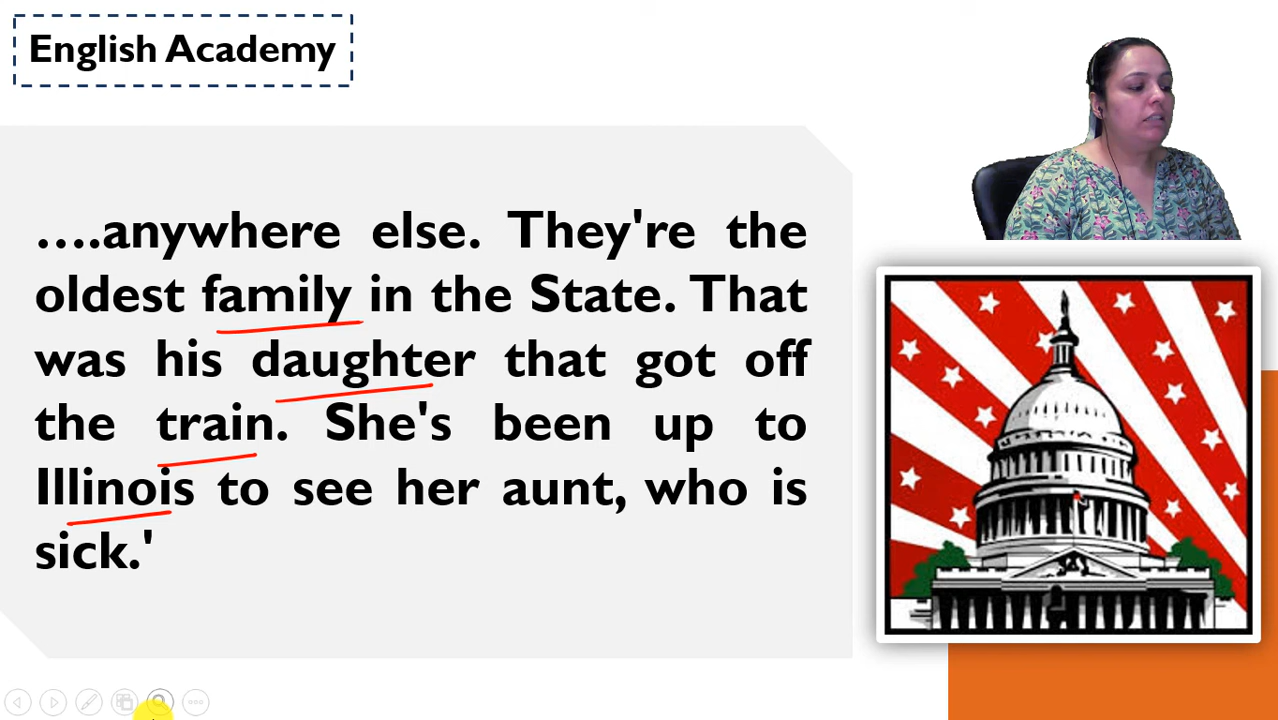 English Academy
….anywhere else. They're the
oldest family in the State. That
was his daughter that got off
the train. She's been up to
Illinois to see her aunt, who is
sick.'